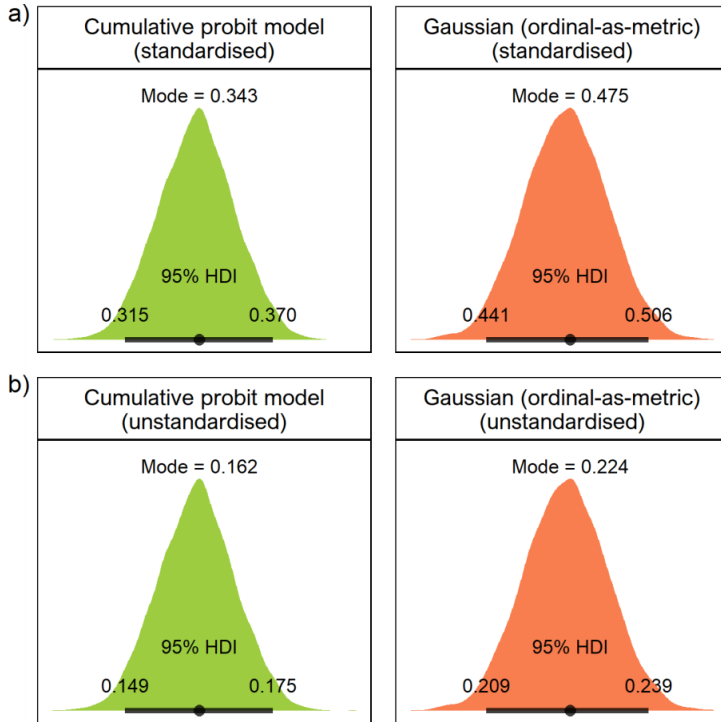 a)
Cumulative probit model
(standardised)
Mode = 0.343
95% HDI
0.315 0.370
Gaussian (ordinal-as-metric)
(standardised)
Mode = 0.475
95% HDI
0.441 0.506
b)
Cumulative probit model
(unstandardised)
Mode = 0.162
95% HDI
0.149 0.175
Gaussian (ordinal-as-metric)
(unstandardised)
Mode = 0.224
95% HDI
0.209 0.239